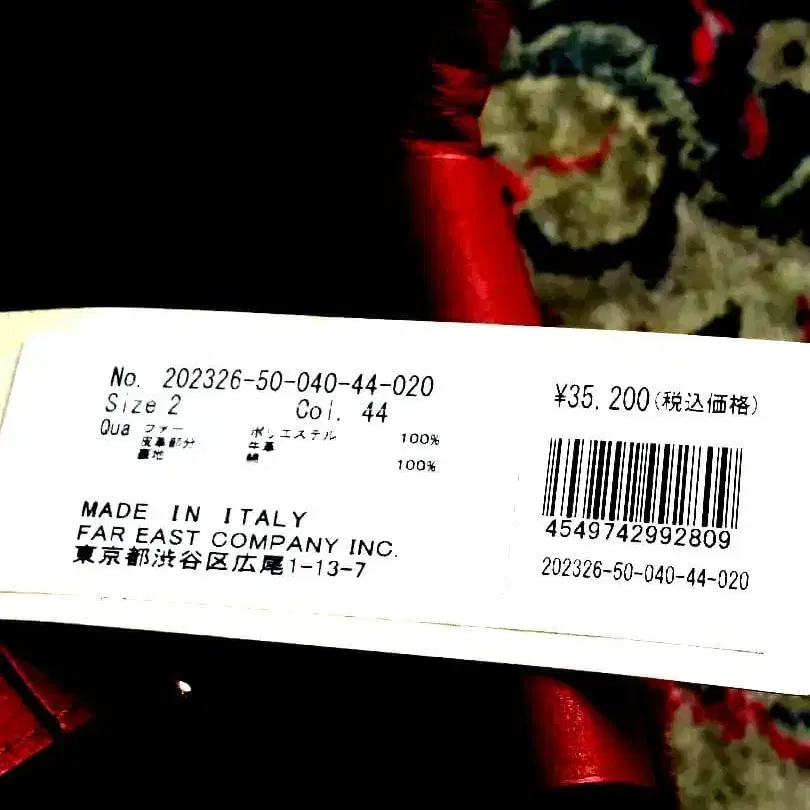 No. 202326-50-040-44-020
Size 2 Col. 44
Qua ファー ポリエステル 100%
皮革部分 牛革
裏地 綿 100%
MADE IN ITALY
FAR EAST COMPANY INC.
東京都渋谷区広尾1-13-7
¥35,200(税込価格)
4549742992809
202326-50-040-44-020